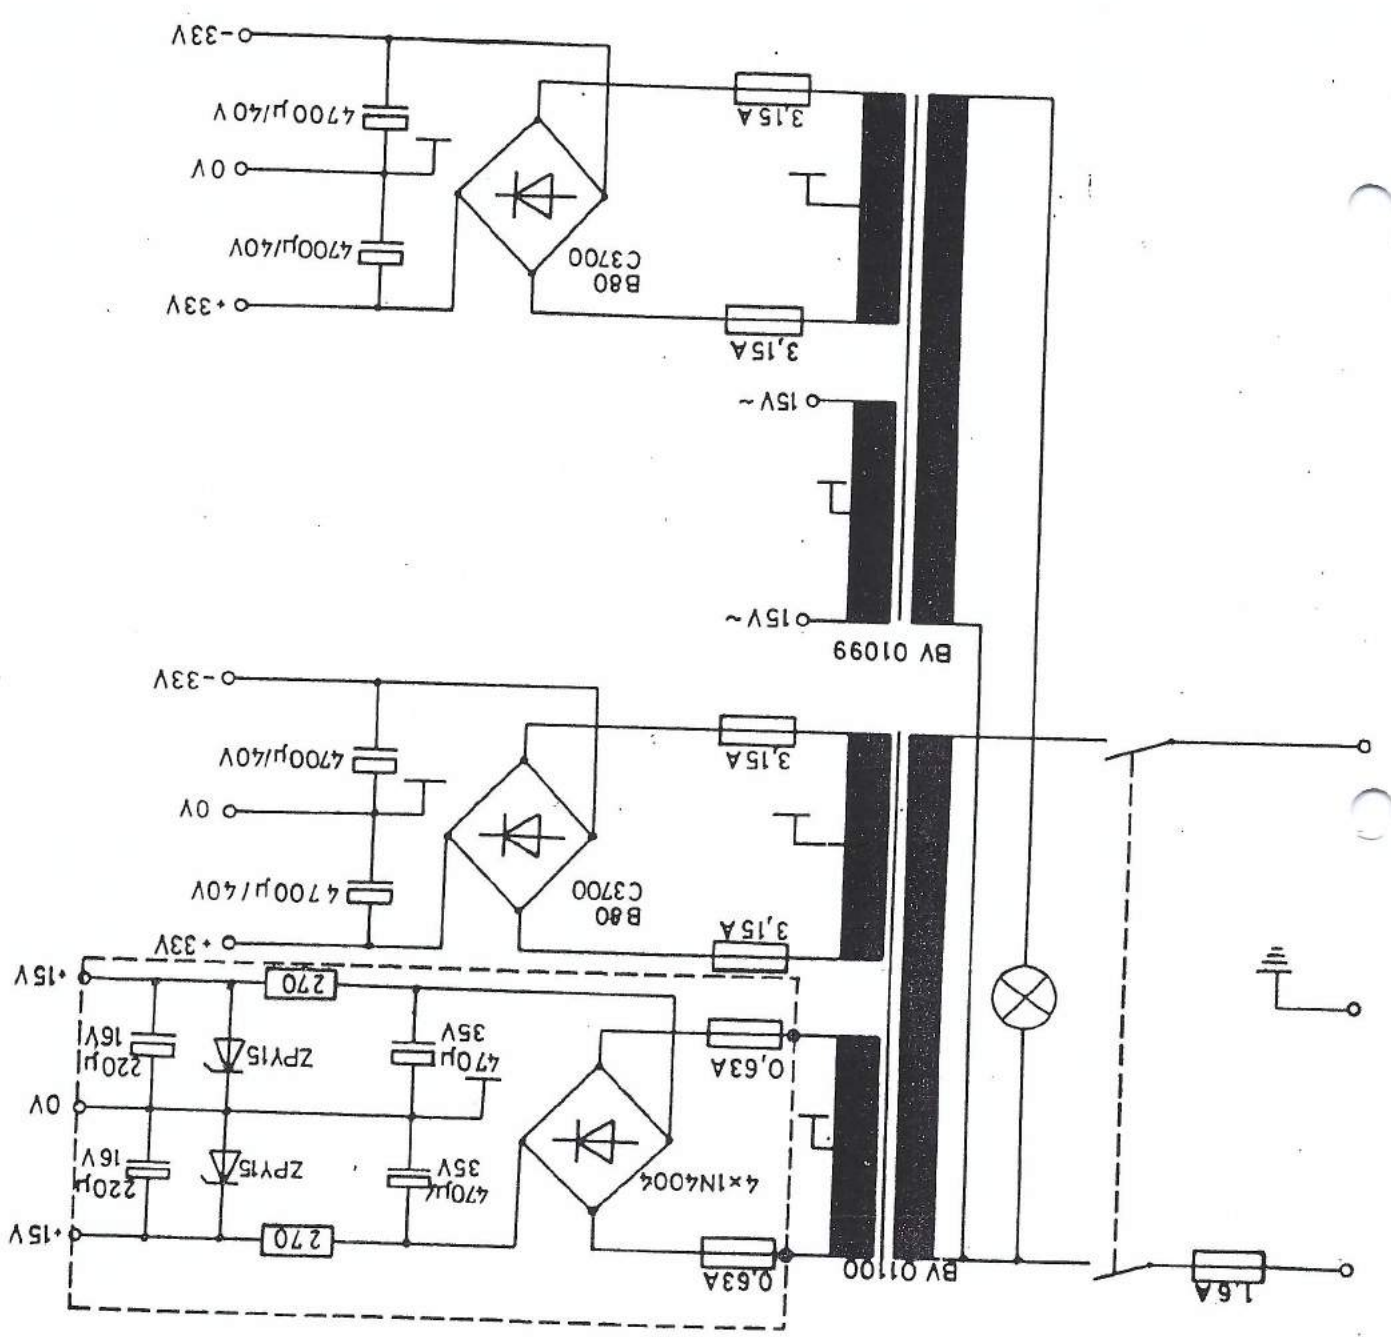 1,6A
BV 01100
0,63A
270
+15V
4×1N4004
470µ
35V
ZPY15
220µ
16V
0V
470µ
35V
ZPY15
220µ
16V
0,63A
270
+15V
3,15A
+33V
B80
C3700
4700µ/40V
0V
4700µ/40V
3,15A
-33V
BV 01099
15V~
15V~
3,15A
+33V
B80
C3700
4700µ/40V
0V
4700µ/40V
3,15A
-33V